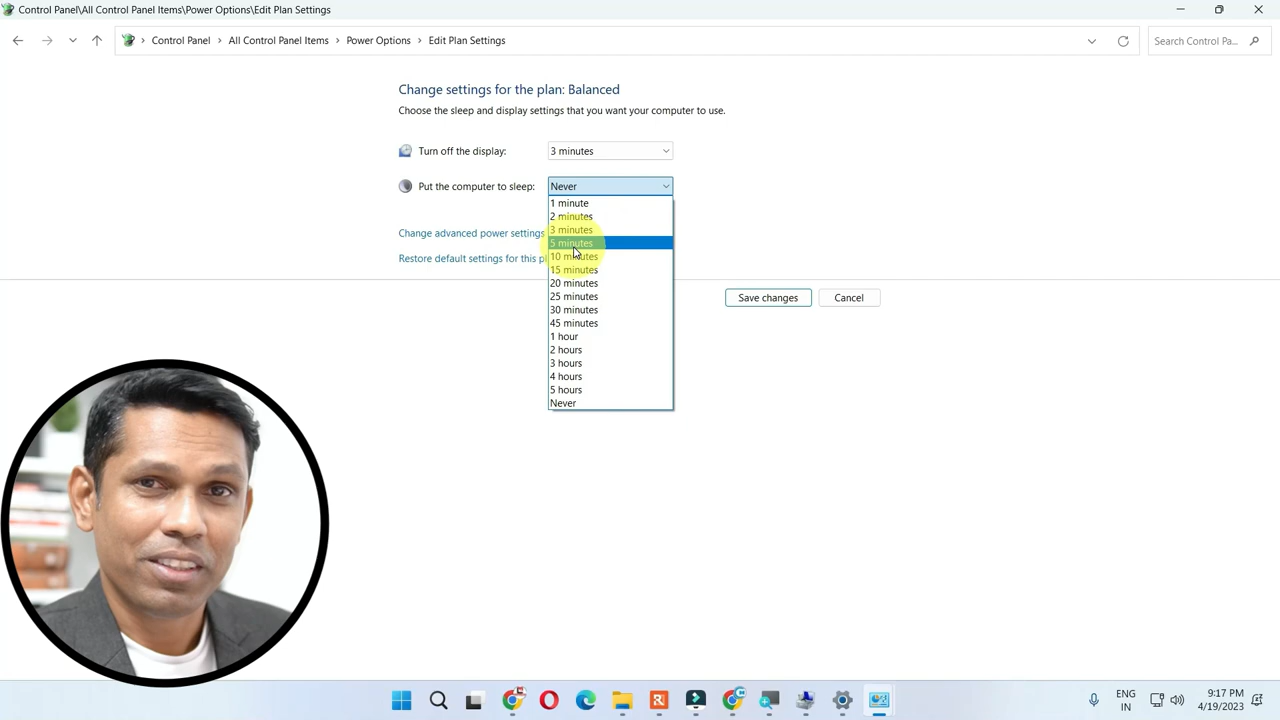 Control Panel\All Control Panel Items\Power Options\Edit Plan Settings
Control Panel > All Control Panel Items > Power Options > Edit Plan Settings
Search Control Pa...
Change settings for the plan: Balanced
Choose the sleep and display settings that you want your computer to use.
Turn off the display: 3 minutes
Put the computer to sleep: Never
1 minute
2 minutes
3 minutes
Change advanced power settings
5 minutes
10 minutes
Restore default settings for this pl
15 minutes
20 minutes
25 minutes
30 minutes
45 minutes
1 hour
2 hours
3 hours
4 hours
5 hours
Never
Save changes Cancel
ENG
IN
9:17 PM
4/19/2023